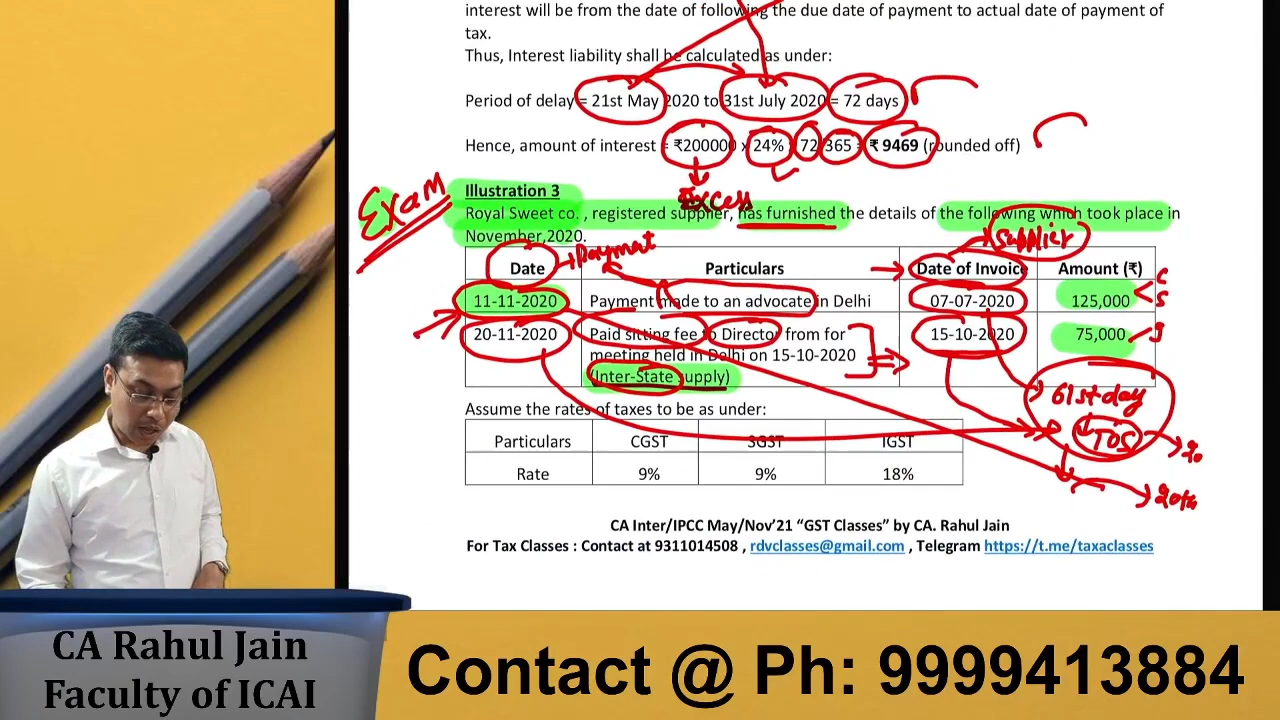 interest will be from the date of following the due date of payment to actual date of payment of
tax.
Thus, Interest liability shall be calculated as under:
Period of delay = 21st May 2020 to 31st July 2020 = 72 days
Hence, amount of interest = ₹200000 x 24% x 72/365 = ₹ 9469 (rounded off)
Excess
Exam
Illustration 3
Royal Sweet co. , registered supplier, has furnished the details of the following which took place in
November,2020.
Supplier
Payment
Date Particulars Date of Invoice Amount (₹)
C
11-11-2020 Payment made to an advocate in Delhi 07-07-2020 125,000 S
20-11-2020 Paid sitting fee to Director from for 15-10-2020 75,000 I
meeting held in Delhi on 15-10-2020
(Inter-State supply)
61st day
TOS
20th
Assume the rates of taxes to be as under:
Particulars CGST SGST IGST
Rate 9% 9% 18%
CA Inter/IPCC May/Nov’21 “GST Classes” by CA. Rahul Jain
For Tax Classes : Contact at 9311014508 , rdvclasses@gmail.com , Telegram https://t.me/taxaclasses
CA Rahul Jain
Faculty of ICAI
Contact @ Ph: 9999413884